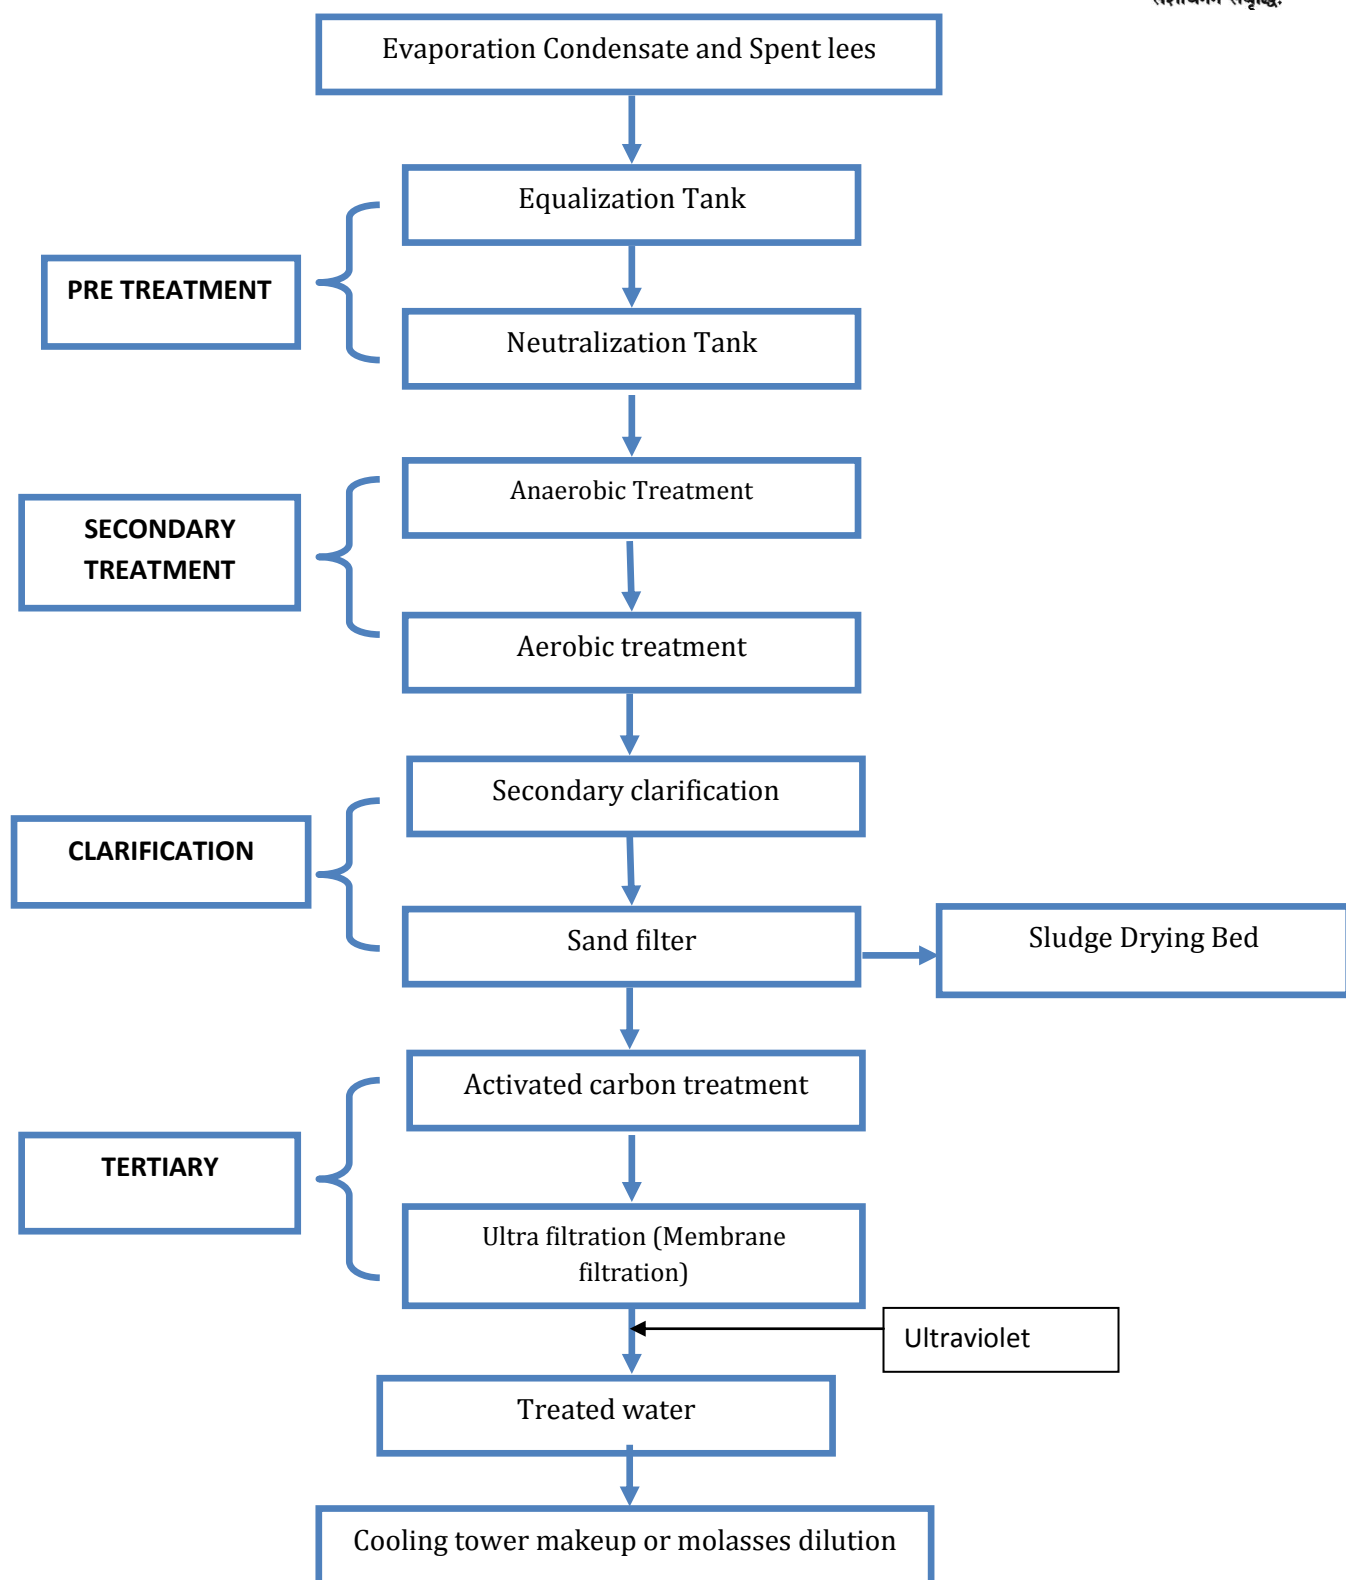 Evaporation Condensate and Spent lees
Equalization Tank
PRE TREATMENT
Neutralization Tank
Anaerobic Treatment
SECONDARY
TREATMENT
Aerobic treatment
Secondary clarification
CLARIFICATION
Sand filter
Sludge Drying Bed
Activated carbon treatment
TERTIARY
Ultra filtration (Membrane
filtration)
Ultraviolet
Treated water
Cooling tower makeup or molasses dilution